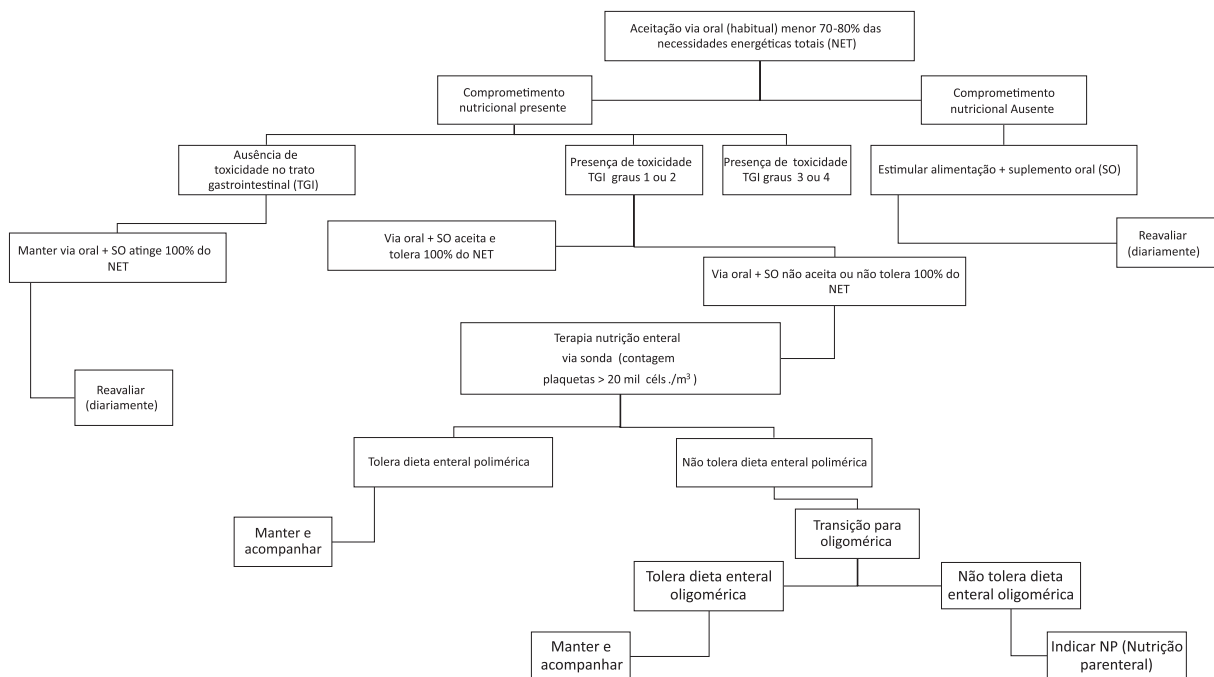 Aceitação via oral (habitual) menor 70-80% das
necessidades energéticas totais (NET)
Comprometimento
nutricional presente
Comprometimento
nutricional Ausente
Ausência de
toxicidade no trato
gastrointestinal (TGI)
Presença de toxicidade
TGI graus 1 ou 2
Presença de toxicidade
TGI graus 3 ou 4
Estimular alimentação + suplemento oral (SO)
Manter via oral + SO atinge 100% do
NET
Via oral + SO aceita e
tolera 100% do NET
Via oral + SO não aceita ou não tolera 100% do
NET
Reavaliar
(diariamente)
Terapia nutrição enteral
via sonda (contagem
plaquetas > 20 mil céls./m³)
Reavaliar
(diariamente)
Tolera dieta enteral polimérica
Não tolera dieta enteral polimérica
Manter e
acompanhar
Transição para
oligomérica
Tolera dieta enteral
oligomérica
Não tolera dieta
enteral oligomérica
Manter e
acompanhar
Indicar NP (Nutrição
parenteral)